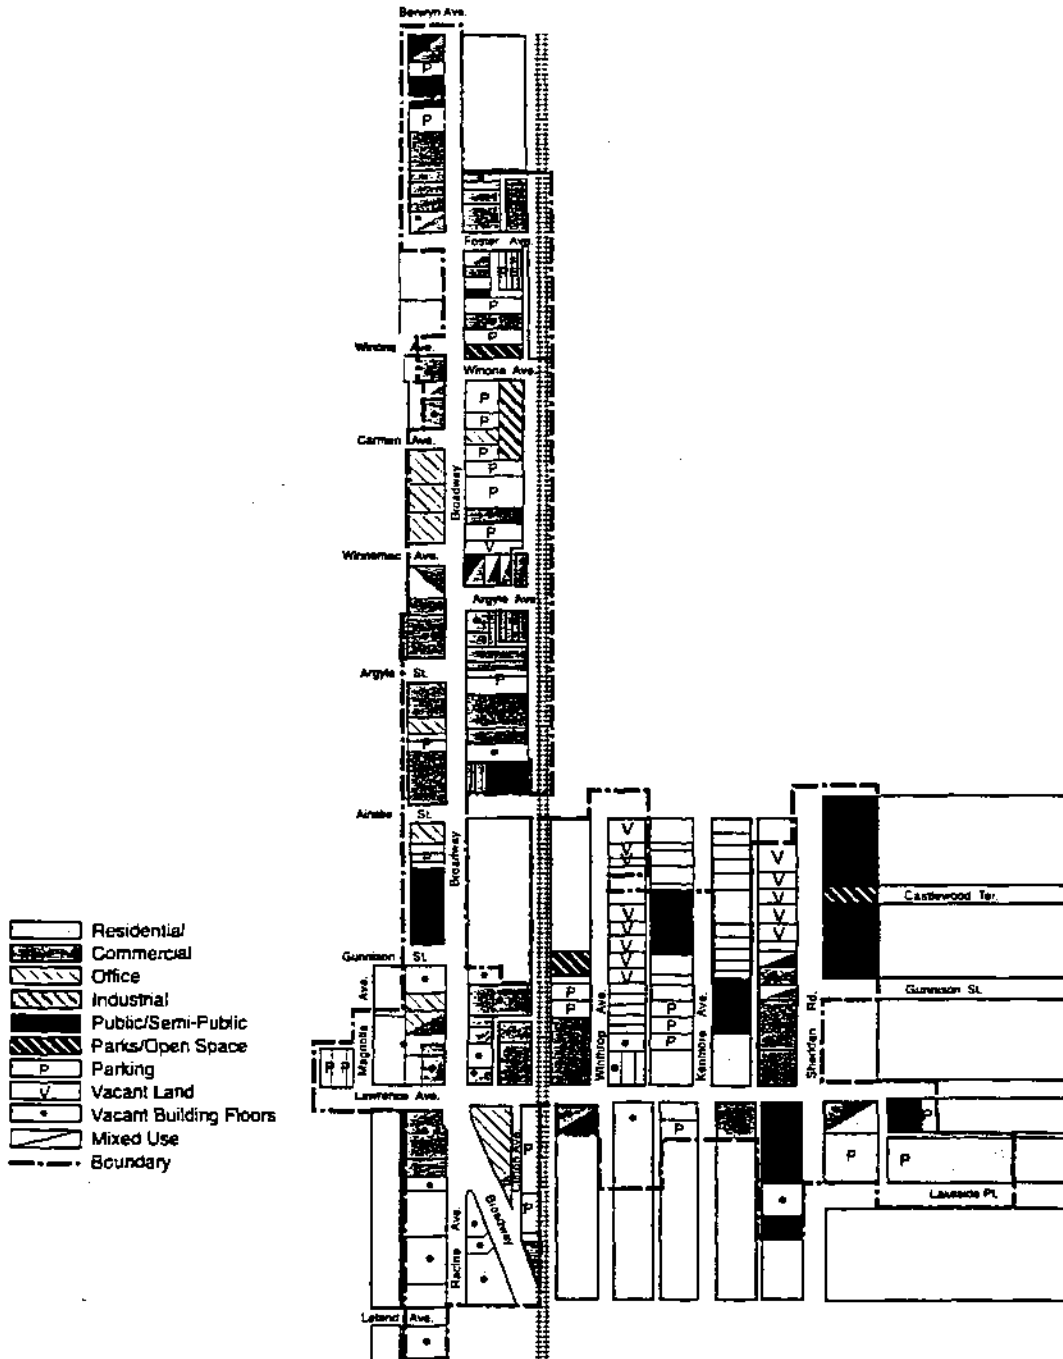 Berwyn Ave.
P
P
Foster Ave.
P P
P
P
Winona Ave.
Winona Ave.
P
P
Carmen Ave.
P
P
Broadway
P
P
V
Winnemac Ave.
Argyle Ave.
Argyle St.
P
P
Ainslie St.
V
P
Broadway
V
V
V
V
V
V
Castlewood Ter.
V
V
V
V
V
V
V
Gunnison St.
Gunnison St.
P
P
P
P
P
Magnolia Ave.
Winthrop Ave.
Kenmore Ave.
Sheridan Rd.
P P
Lawrence Ave.
P
P
P
Clifton Ave.
P
P
Lakeside Pl.
P
Broadway
Racine Ave.
Leland Ave.
Residential
Commercial
Office
Industrial
Public/Semi-Public
Parks/Open Space
P Parking
V Vacant Land
Vacant Building Floors
Mixed Use
Boundary